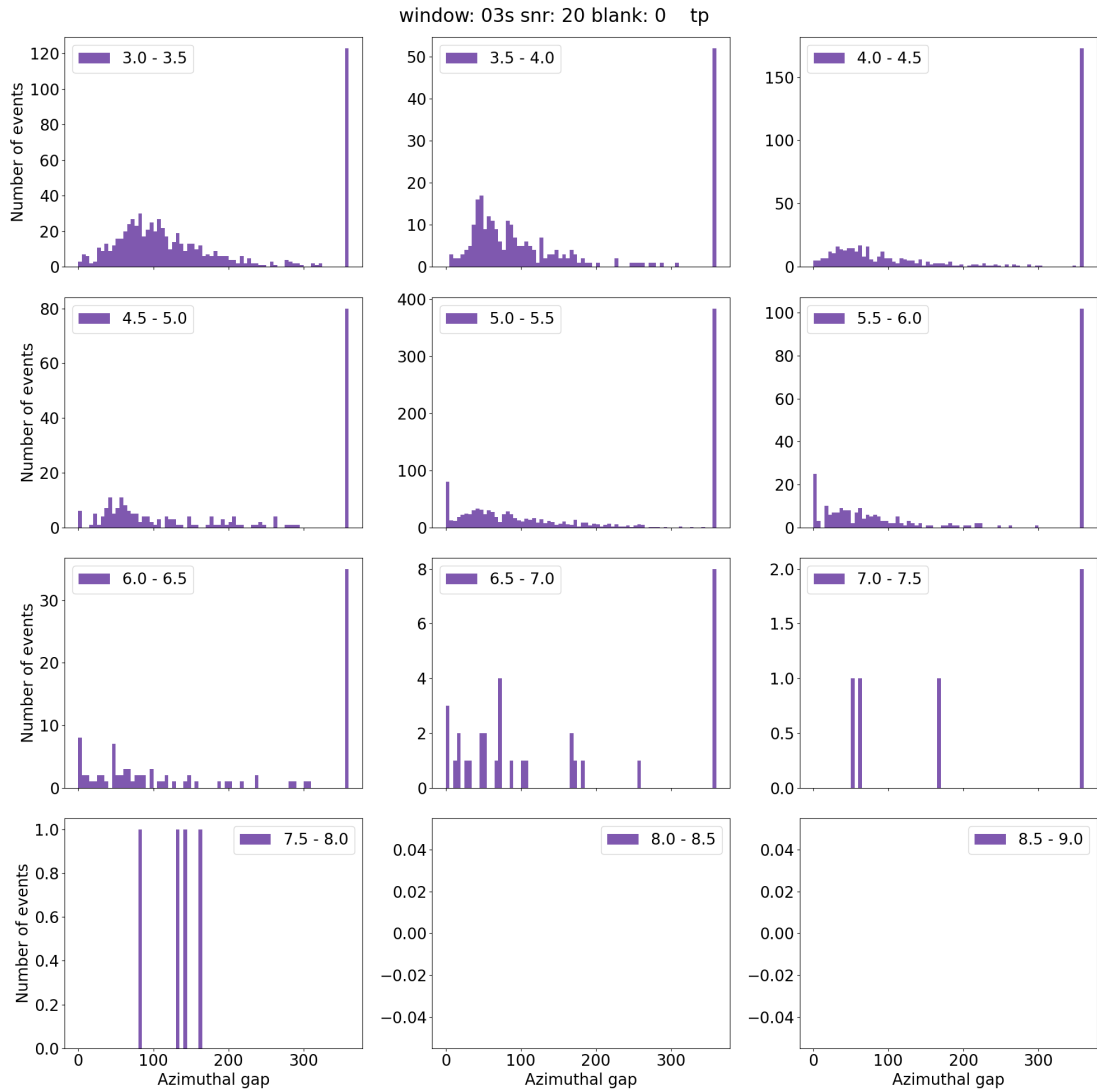 window: 03s snr: 20 blank: 0 tp
3.0 - 3.5
3.5 - 4.0
4.0 - 4.5
120
100
80
60
40
20
0
Number of events
50
40
30
20
10
0
150
100
50
0
4.5 - 5.0
5.0 - 5.5
5.5 - 6.0
80
60
40
20
0
Number of events
400
300
200
100
0
100
80
60
40
20
0
6.0 - 6.5
6.5 - 7.0
7.0 - 7.5
30
20
10
0
Number of events
8
6
4
2
0
2.0
1.5
1.0
0.5
0.0
7.5 - 8.0
8.0 - 8.5
8.5 - 9.0
1.0
0.8
0.6
0.4
0.2
0.0
Number of events
0.04
0.02
0.00
−0.02
−0.04
0.04
0.02
0.00
−0.02
−0.04
0 100 200 300
0 100 200 300
0 100 200 300
Azimuthal gap
Azimuthal gap
Azimuthal gap